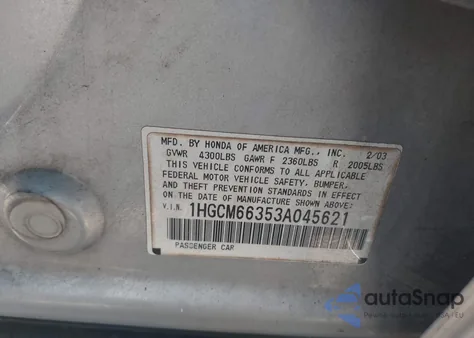 MFD. BY HONDA OF AMERICA MFG., INC. 2/03
GVWR 4300LBS GAWR F 2360LBS R 2005LBS
THIS VEHICLE CONFORMS TO ALL APPLICABLE
FEDERAL MOTOR VEHICLE SAFETY, BUMPER,
AND THEFT PREVENTION STANDARDS IN EFFECT
ON THE DATE OF MANUFACTURE SHOWN ABOVE.
V.I.N. 1HGCM66353A045621
PASSENGER CAR
autoSnap